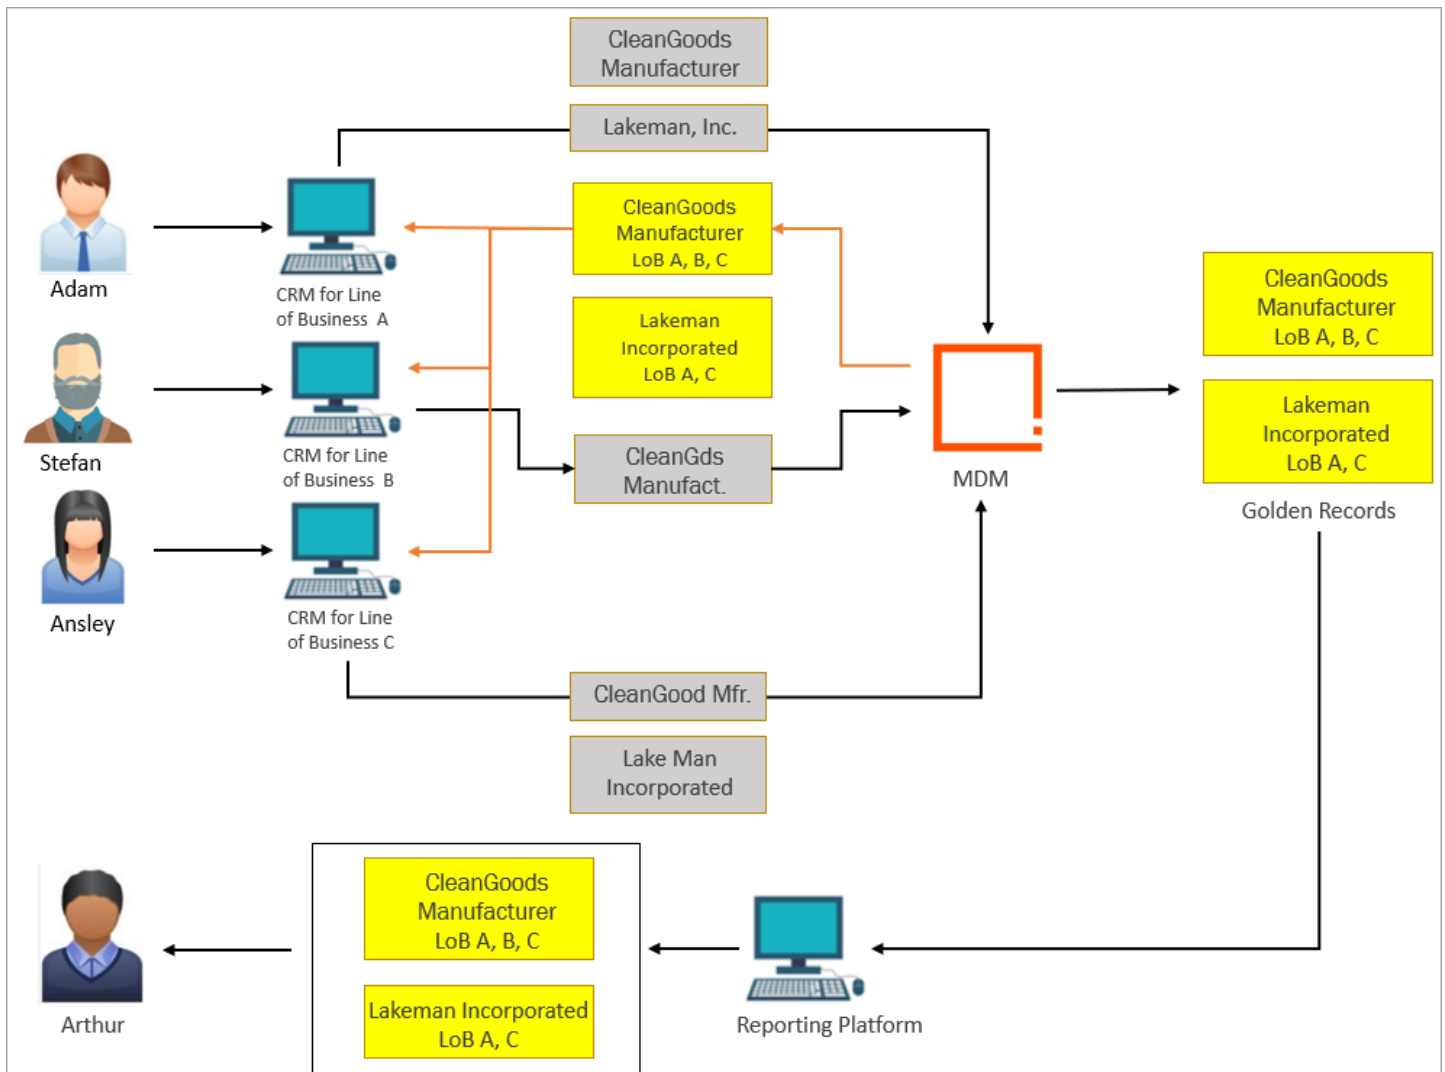 CleanGoods
Manufacturer
Lakeman, Inc.
Adam
CRM for Line
of Business A
CleanGoods
Manufacturer
LoB A, B, C
Lakeman
Incorporated
LoB A, C
CleanGoods
Manufacturer
LoB A, B, C
Lakeman
Incorporated
LoB A, C
Golden Records
Stefan
CRM for Line
of Business B
CleanGds
Manufact.
MDM
Ansley
CRM for Line
of Business C
CleanGood Mfr.
Lake Man
Incorporated
Arthur
CleanGoods
Manufacturer
LoB A, B, C
Lakeman Incorporated
LoB A, C
Reporting Platform